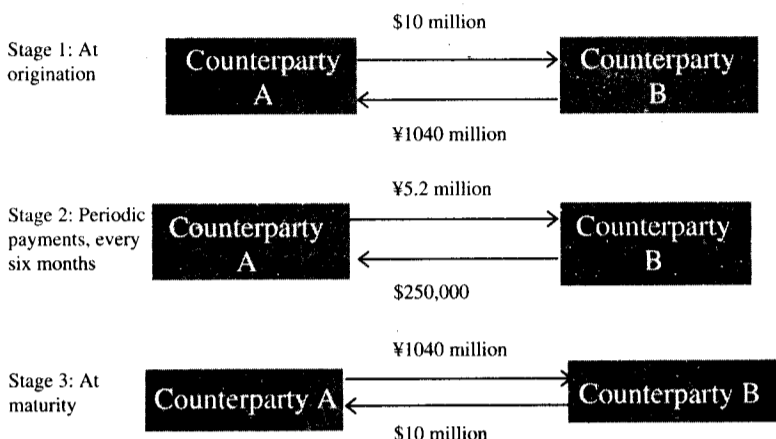 $10 million
Stage 1: At
origination
Counterparty
A
Counterparty
B
¥1040 million
¥5.2 million
Stage 2: Periodic
payments, every
six months
Counterparty
A
Counterparty
B
$250,000
¥1040 million
Stage 3: At
maturity
Counterparty A
Counterparty B
$10 million